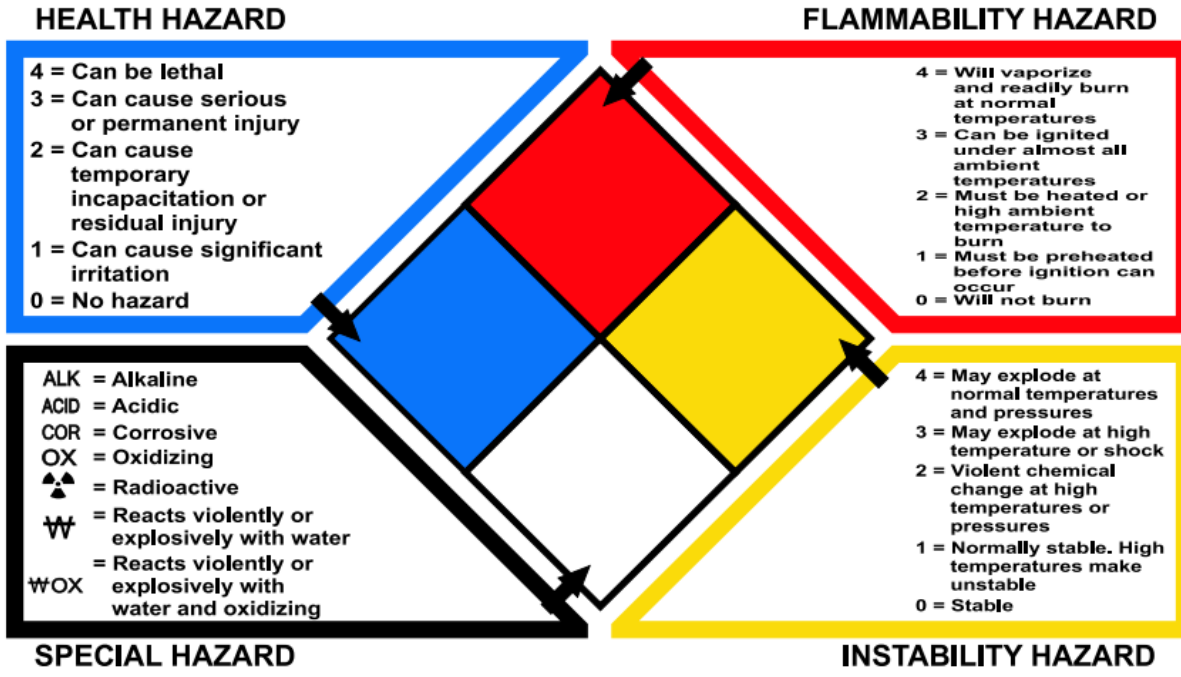 HEALTH HAZARD
4 = Can be lethal
3 = Can cause serious
or permanent injury
2 = Can cause
temporary
incapacitation or
residual injury
1 = Can cause significant
irritation
0 = No hazard
FLAMMABILITY HAZARD
4 = Will vaporize
and readily burn
at normal
temperatures
3 = Can be ignited
under almost all
ambient
temperatures
2 = Must be heated or
high ambient
temperature to
burn
1 = Must be preheated
before ignition can
occur
0 = Will not burn
ALK = Alkaline
ACID = Acidic
COR = Corrosive
OX = Oxidizing
☢ = Radioactive
W̶ = Reacts violently or
explosively with water
W̶OX = Reacts violently or
explosively with
water and oxidizing
SPECIAL HAZARD
4 = May explode at
normal temperatures
and pressures
3 = May explode at high
temperature or shock
2 = Violent chemical
change at high
temperatures or
pressures
1 = Normally stable. High
temperatures make
unstable
0 = Stable
INSTABILITY HAZARD